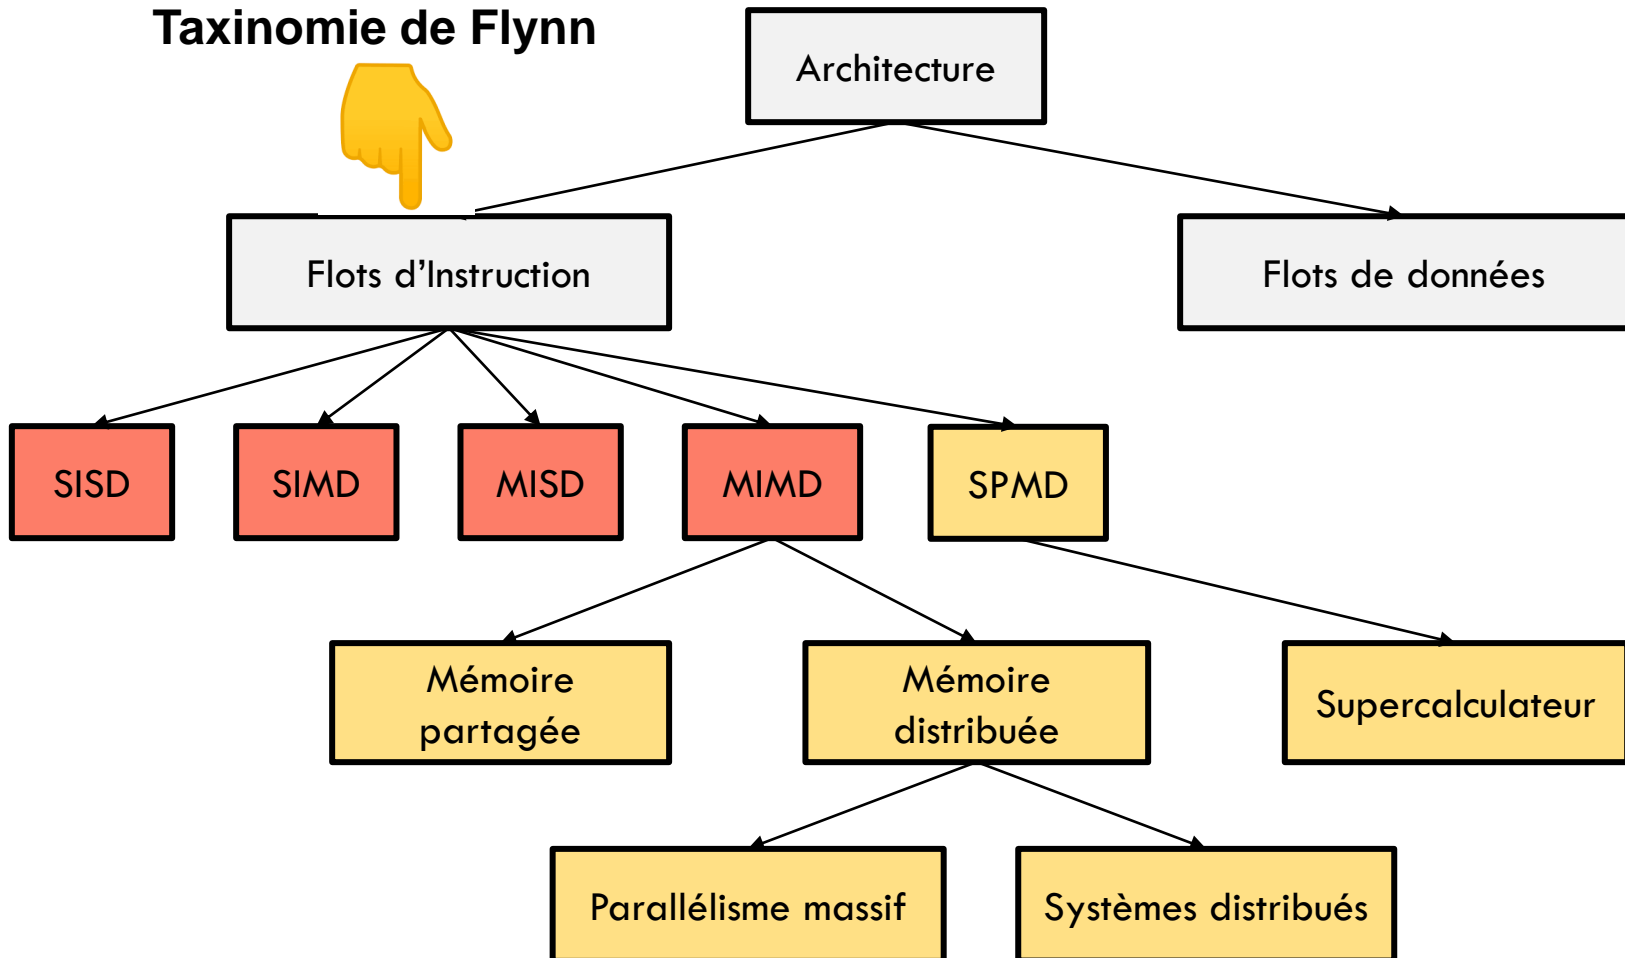 Taxinomie de Flynn
Architecture
Flots d’Instruction
Flots de données
SISD
SIMD
MISD
MIMD
SPMD
Mémoire
partagée
Mémoire
distribuée
Supercalculateur
Parallélisme massif
Systèmes distribués